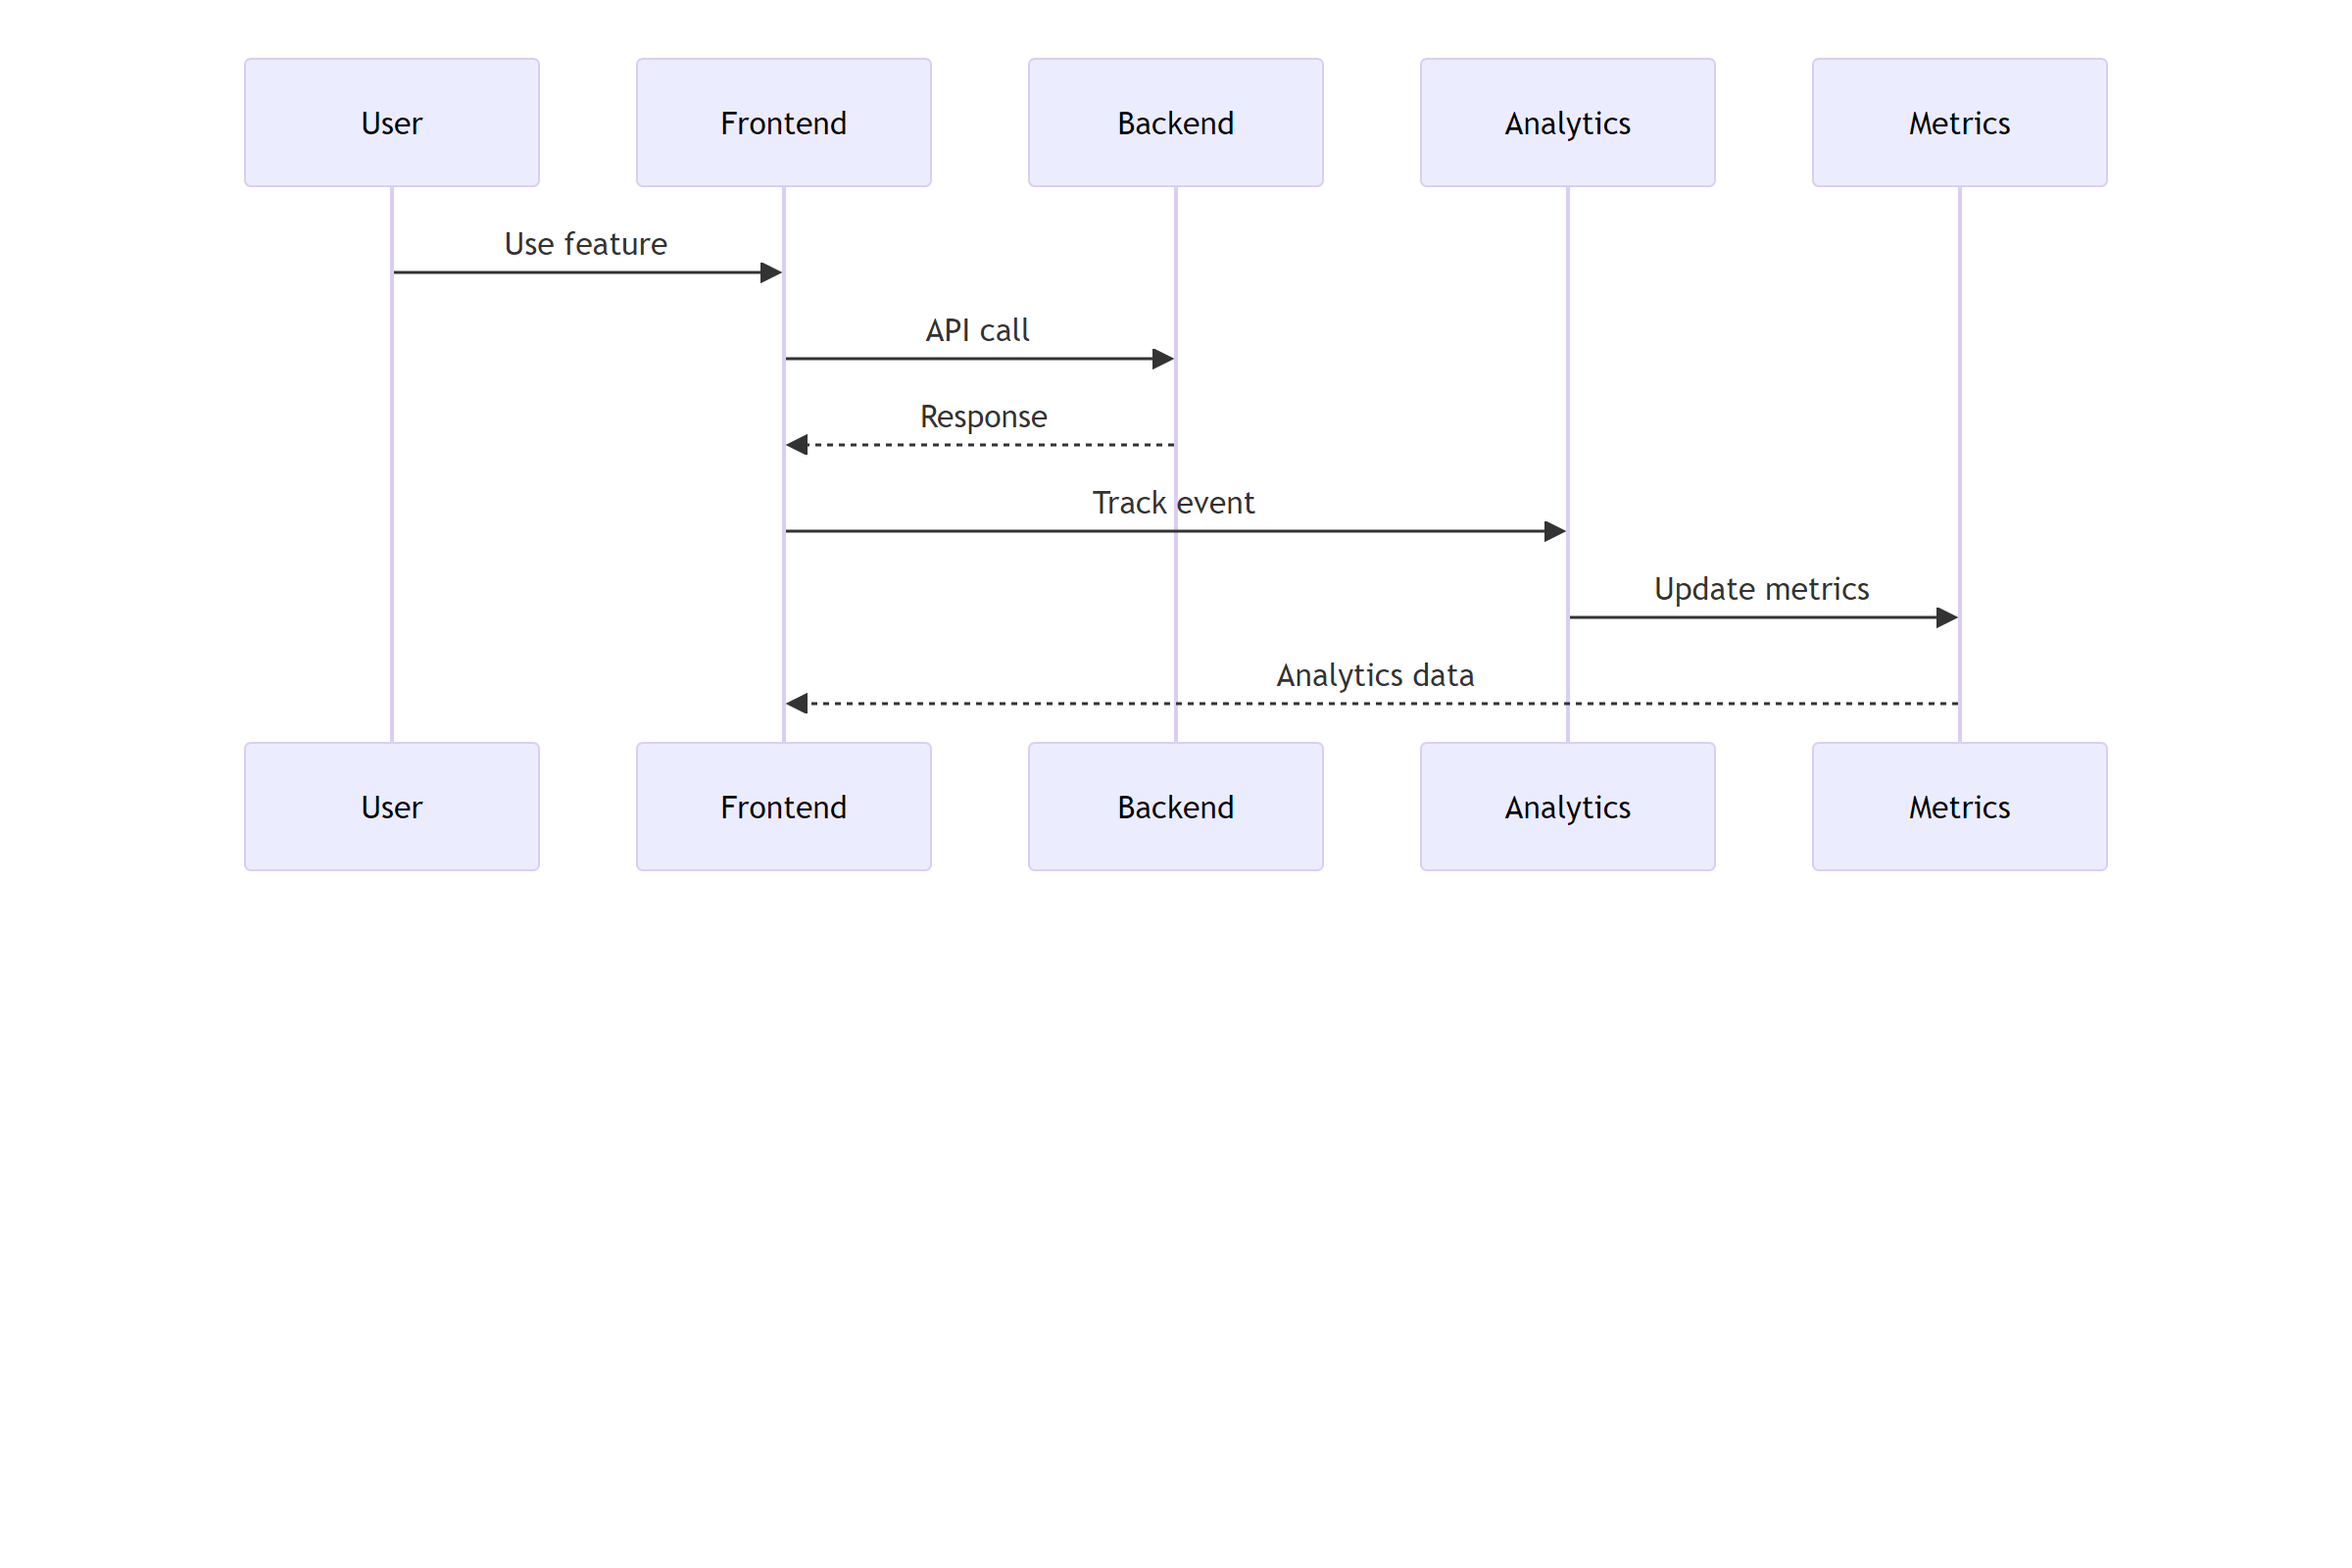 User
Frontend
Backend
Analytics
Metrics
Use feature
API call
Response
Track event
Update metrics
Analytics data
User
Frontend
Backend
Analytics
Metrics